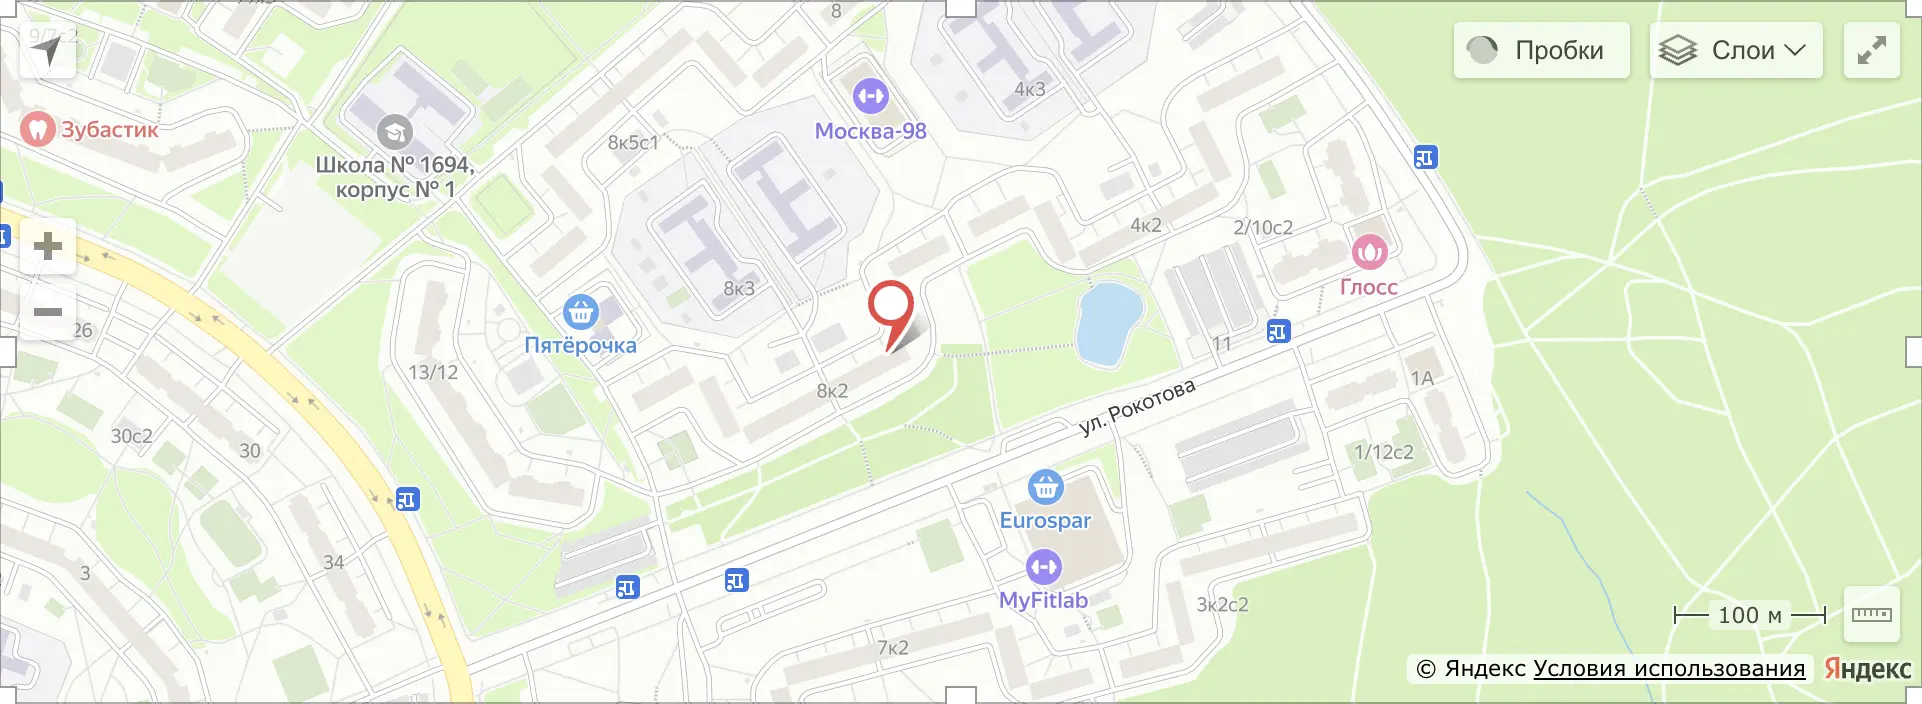 8
9/7с2
Пробки
Слои
4к3
Москва-98
Зубастик
8к5с1
Школа № 1694,
корпус № 1
4к2
2/10с2
8к3
Глосс
26
Пятёрочка
11
13/12
8к2
1А
ул. Рокотова
30с2
30
1/12с2
Eurospar
34
3
MyFitlab
3к2с2
100 м
7к2
© Яндекс Условия использования
Яндекс